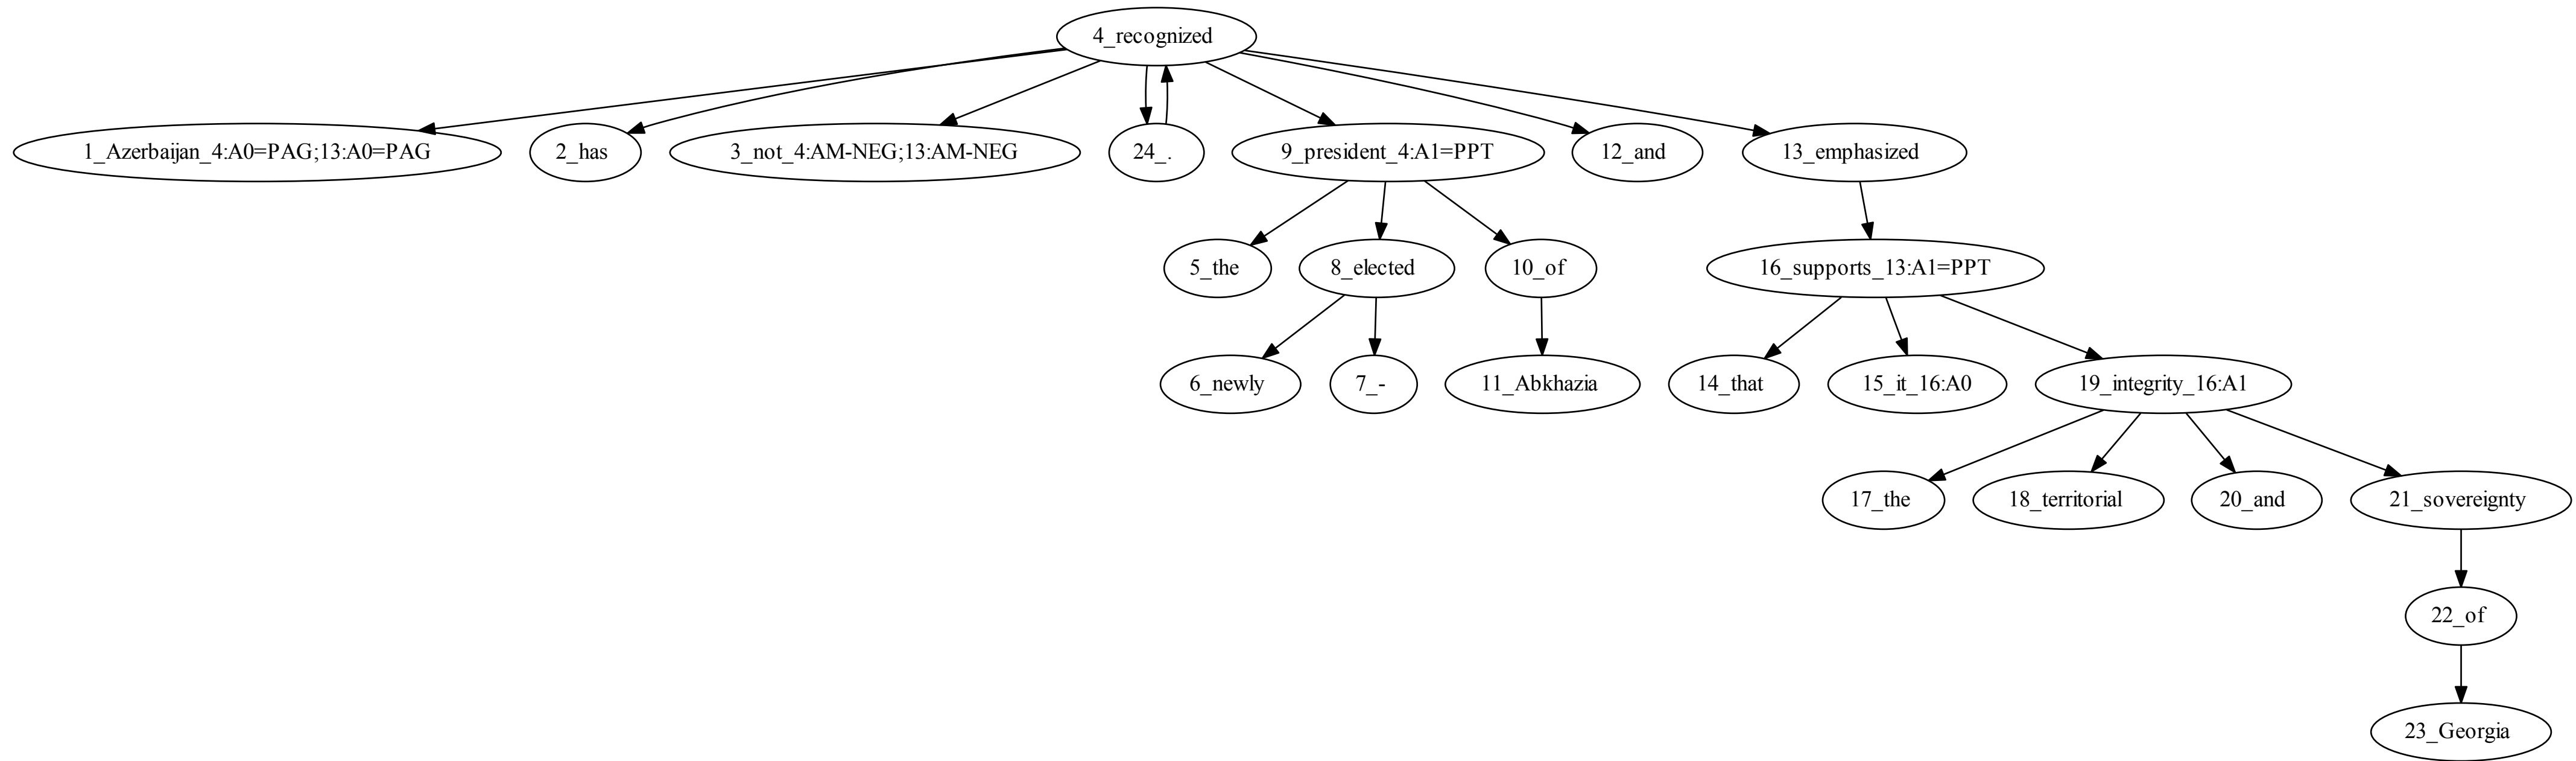 4_recognized
1_Azerbaijan_4:A0=PAG;13:A0=PAG
2_has
3_not_4:AM-NEG;13:AM-NEG
24_.
9_president_4:A1=PPT
12_and
13_emphasized
5_the
8_elected
10_of
16_supports_13:A1=PPT
6_newly
7_-
11_Abkhazia
14_that
15_it_16:A0
19_integrity_16:A1
17_the
18_territorial
20_and
21_sovereignty
22_of
23_Georgia